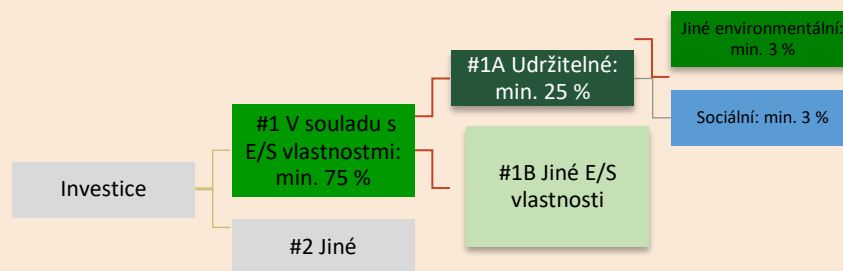 Investice
#1 V souladu s
E/S vlastnostmi:
min. 75 %
#2 Jiné
#1A Udržitelné:
min. 25 %
#1B Jiné E/S
vlastnosti
Jiné environmentální:
min. 3 %
Sociální: min. 3 %